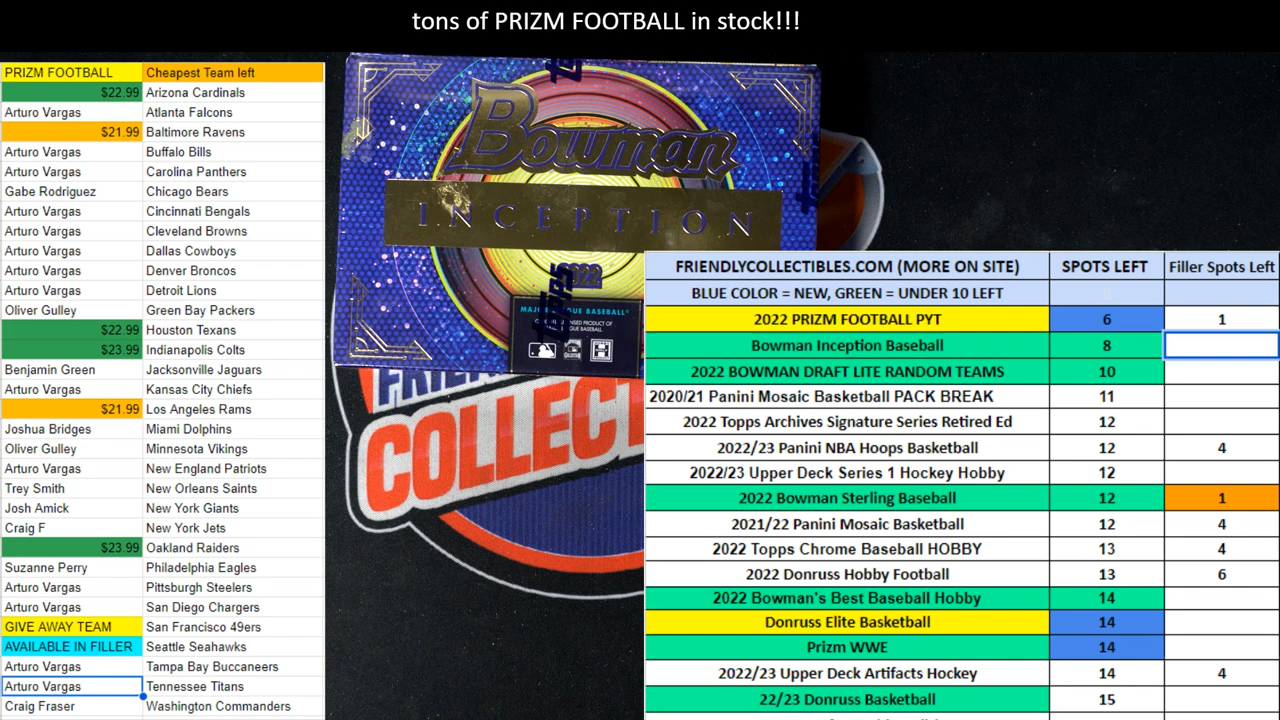 tons of PRIZM FOOTBALL in stock!!!
PRIZM FOOTBALL Cheapest Team left
$22.99 Arizona Cardinals
Arturo Vargas Atlanta Falcons
$21.99 Baltimore Ravens
Arturo Vargas Buffalo Bills
Arturo Vargas Carolina Panthers
Gabe Rodriguez Chicago Bears
Arturo Vargas Cincinnati Bengals
Arturo Vargas Cleveland Browns
Arturo Vargas Dallas Cowboys
Arturo Vargas Denver Broncos
Arturo Vargas Detroit Lions
Oliver Gulley Green Bay Packers
$22.99 Houston Texans
$23.99 Indianapolis Colts
Benjamin Green Jacksonville Jaguars
Arturo Vargas Kansas City Chiefs
$21.99 Los Angeles Rams
Joshua Bridges Miami Dolphins
Oliver Gulley Minnesota Vikings
Arturo Vargas New England Patriots
Trey Smith New Orleans Saints
Josh Amick New York Giants
Craig F New York Jets
$23.99 Oakland Raiders
Suzanne Perry Philadelphia Eagles
Arturo Vargas Pittsburgh Steelers
Arturo Vargas San Diego Chargers
GIVE AWAY TEAM San Francisco 49ers
AVAILABLE IN FILLER Seattle Seahawks
Arturo Vargas Tampa Bay Buccaneers
Arturo Vargas Tennessee Titans
Craig Fraser Washington Commanders
Bowman
INCEPTION
2022
MAJOR LEAGUE BASEBALL
COLLECT
FRIENDLYCOLLECTIBLES.COM (MORE ON SITE) SPOTS LEFT Filler Spots Left
BLUE COLOR = NEW, GREEN = UNDER 10 LEFT
2022 PRIZM FOOTBALL PYT 6 1
Bowman Inception Baseball 8
2022 BOWMAN DRAFT LITE RANDOM TEAMS 10
2020/21 Panini Mosaic Basketball PACK BREAK 11
2022 Topps Archives Signature Series Retired Ed 12
2022/23 Panini NBA Hoops Basketball 12 4
2022/23 Upper Deck Series 1 Hockey Hobby 12
2022 Bowman Sterling Baseball 12 1
2021/22 Panini Mosaic Basketball 12 4
2022 Topps Chrome Baseball HOBBY 13 4
2022 Donruss Hobby Football 13 6
2022 Bowman's Best Baseball Hobby 14
Donruss Elite Basketball 14
Prizm WWE 14
2022/23 Upper Deck Artifacts Hockey 14 4
22/23 Donruss Basketball 15